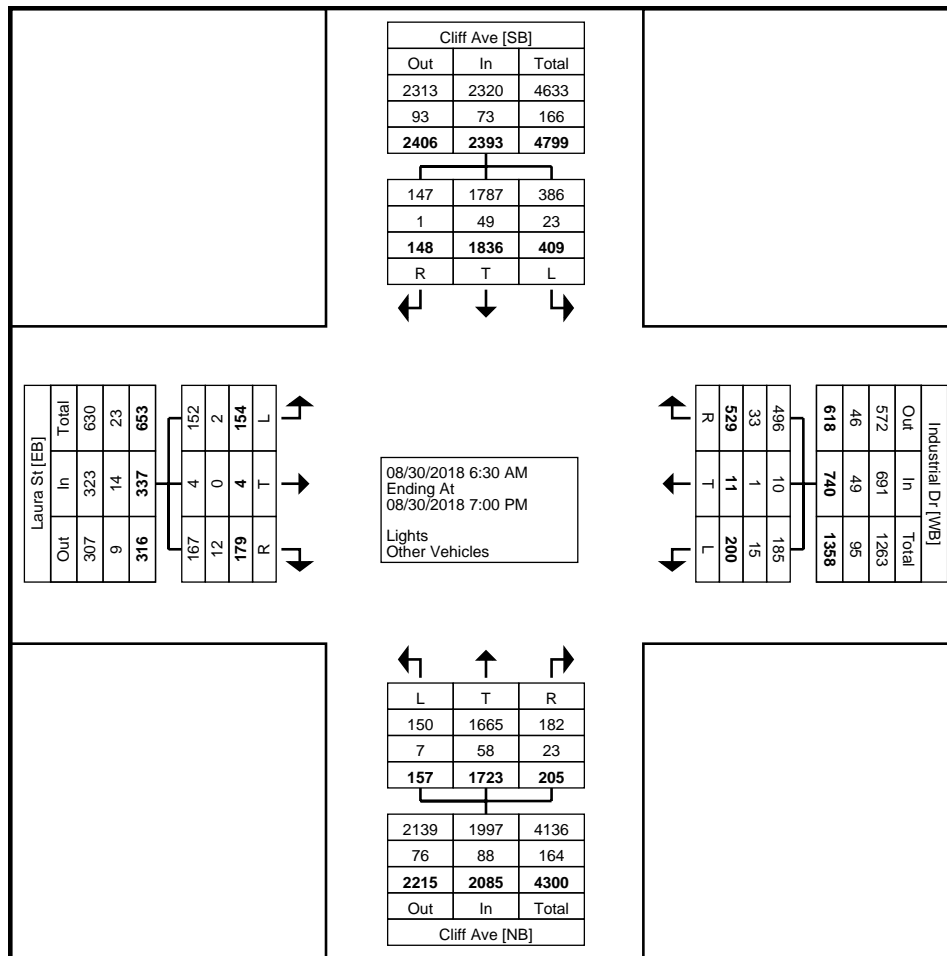 Cliff Ave [SB]
Out In Total
2313 2320 4633
93 73 166
2406 2393 4799
147 1787 386
1 49 23
148 1836 409
R T L
Laura St [EB]
Total In Out
630 323 307
23 14 9
653 337 316
152 4 167
2 0 12
154 4 179
L T R
08/30/2018 6:30 AM
Ending At
08/30/2018 7:00 PM
Lights
Other Vehicles
Industrial Dr [WB]
Out In Total
572 691 1263
46 49 95
618 740 1358
496 10 185
33 1 15
529 11 200
R T L
L T R
150 1665 182
7 58 23
157 1723 205
2139 1997 4136
76 88 164
2215 2085 4300
Out In Total
Cliff Ave [NB]